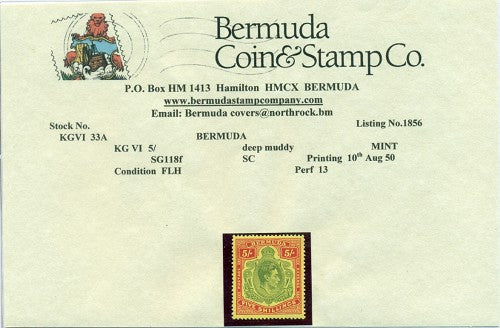 Bermuda
Coin&Stamp Co.
P.O. Box HM 1413 Hamilton HMCX BERMUDA
www.bermudastampcompany.com
Email: Bermuda covers@northrock.bm
Stock No. Listing No.1856
KGVI 33A BERMUDA
KG VI 5/ deep muddy MINT
SG118f SC Printing 10th Aug 50
Condition FLH Perf 13
BERMUDA
5/- 5/-
FIVE SHILLINGS